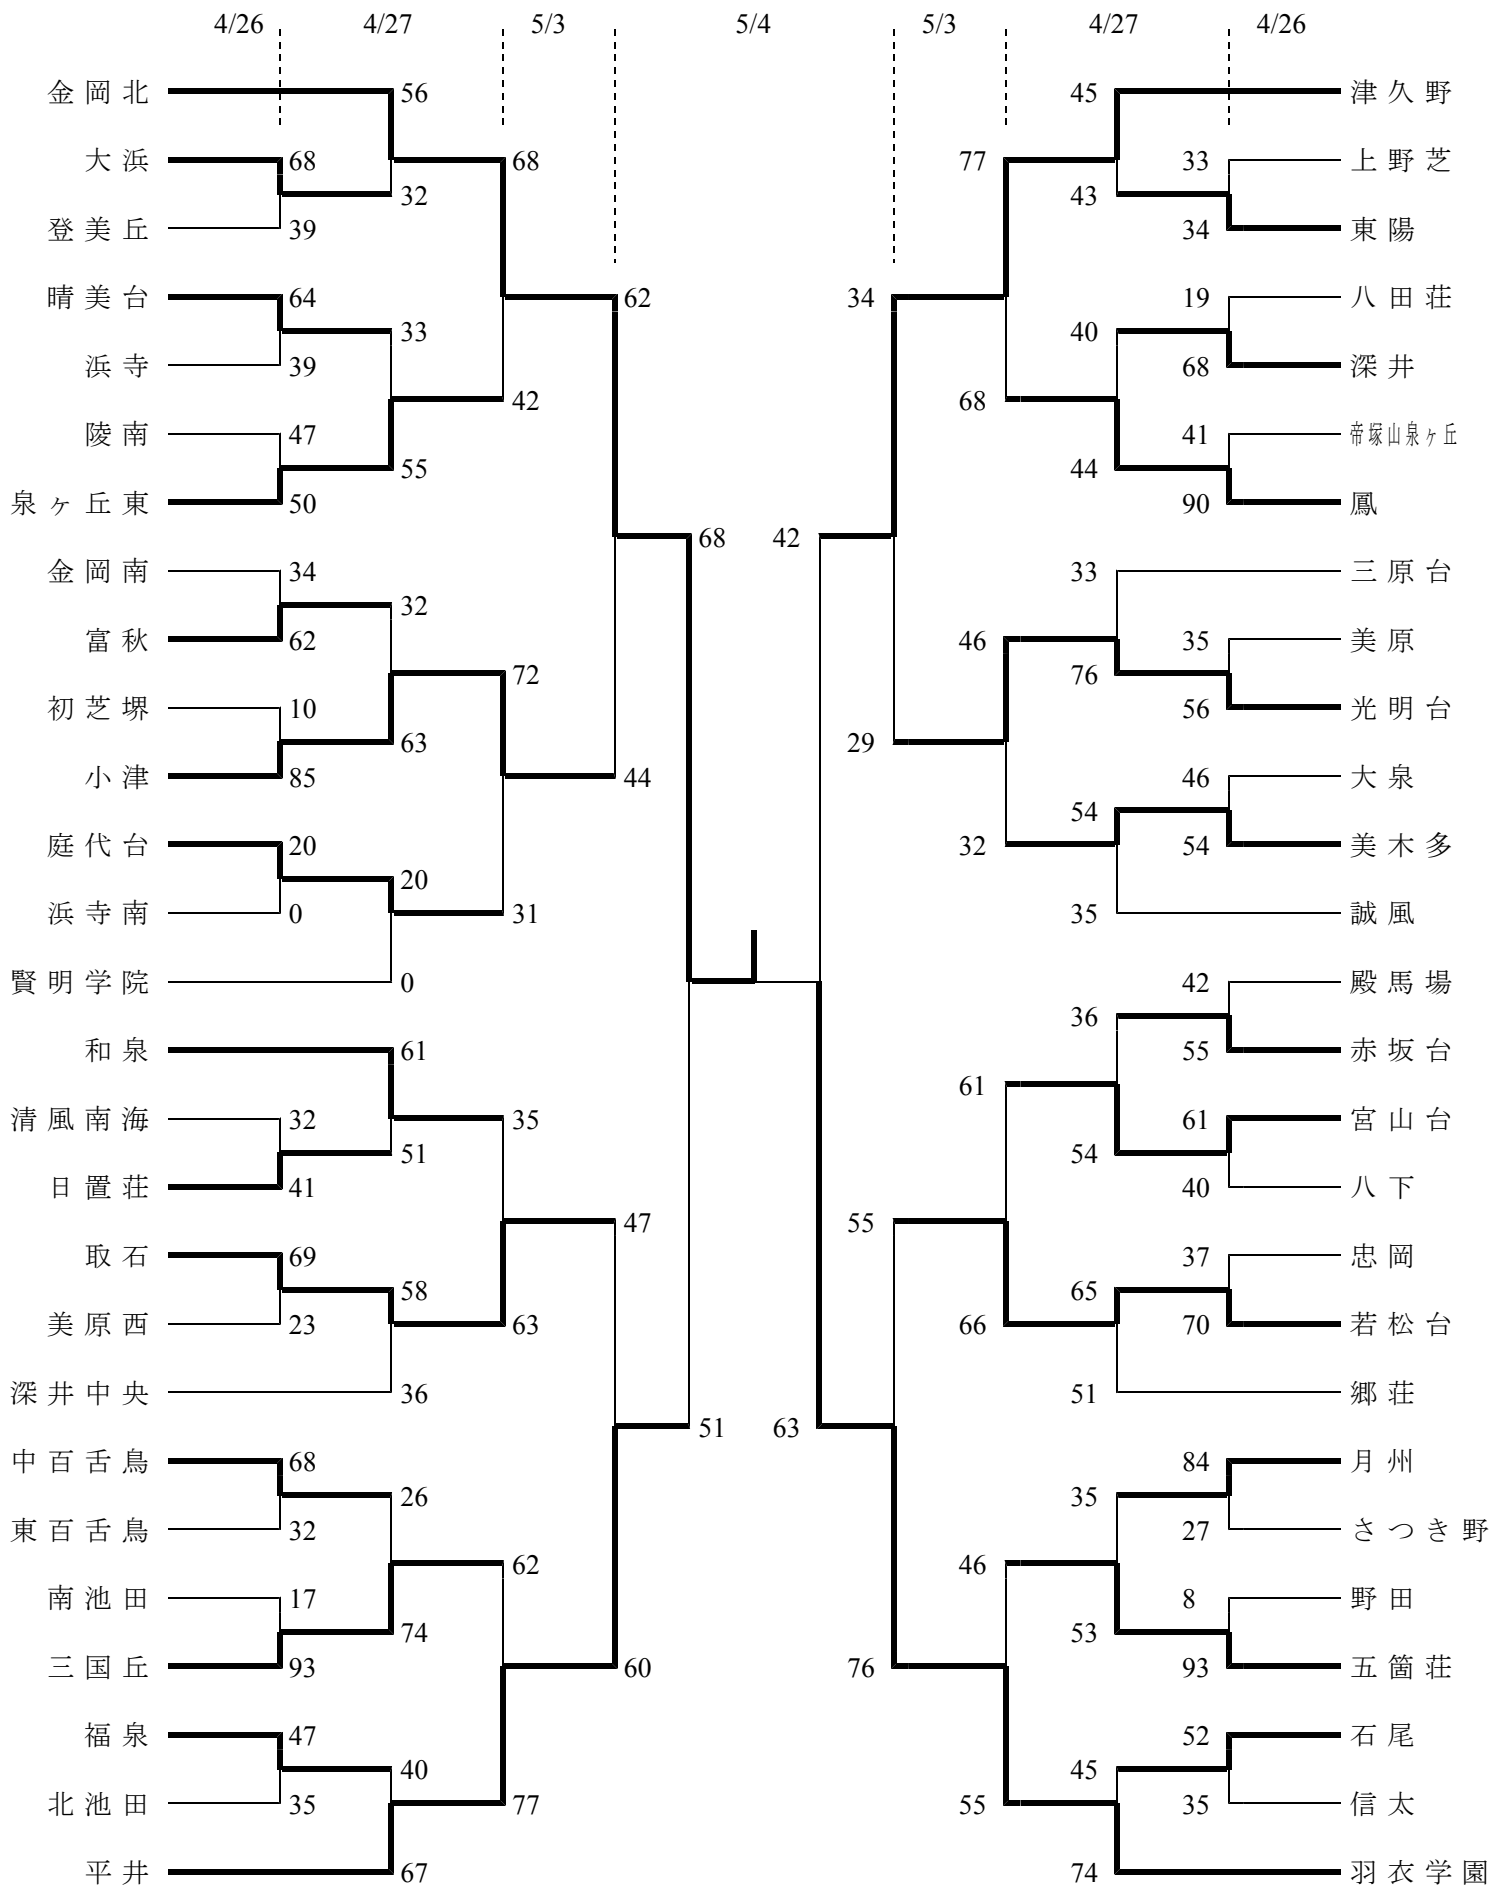 4/26 4/27 5/3 5/4 5/3 4/27 4/26
金岡北 56 45 津久野
大浜 68 68 77 33 上野芝
32 43
登美丘 39 34 東陽
晴美台 64 62 34 19 八田荘
33 40
浜寺 39 68 深井
42 68
陵南 47 41 帝塚山泉ヶ丘
55 44
泉ヶ丘東 50 90 鳳
68 42
金岡南 34 33 三原台
32
富秋 62 46 35 美原
72 76
初芝堺 10 56 光明台
63 29
小津 85 44 46 大泉
54
庭代台 20 32 54 美木多
20
浜寺南 0 31 35 誠風
賢明学院 0 42 殿馬場
36
和泉 61 55 赤坂台
61
清風南海 32 35 61 宮山台
51 54
日置荘 41 40 八下
47 55
取石 69 37 忠岡
58 65
美原西 23 63 66 70 若松台
深井中央 36 51 郷荘
51 63
中百舌鳥 68 84 月州
26 35
東百舌鳥 32 27 さつき野
62 46
南池田 17 8 野田
74 53
三国丘 93 60 76 93 五箇荘
福泉 47 52 石尾
40 45
北池田 35 77 55 35 信太
平井 67 74 羽衣学園